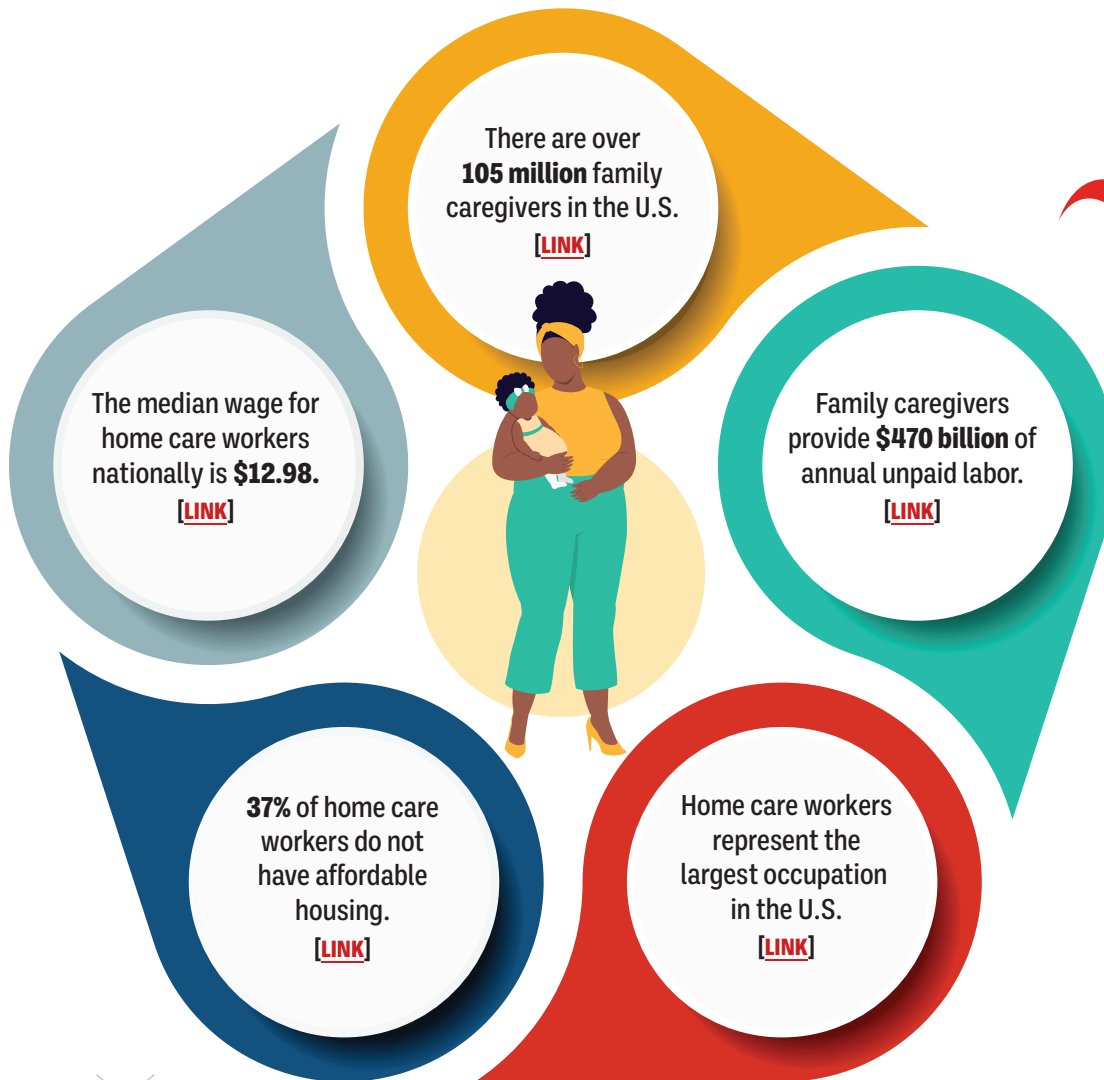 There are over
105 million family
caregivers in the U.S.
[LINK]
The median wage for
home care workers
nationally is $12.98.
[LINK]
Family caregivers
provide $470 billion of
annual unpaid labor.
[LINK]
37% of home care
workers do not
have affordable
housing.
[LINK]
Home care workers
represent the
largest occupation
in the U.S.
[LINK]